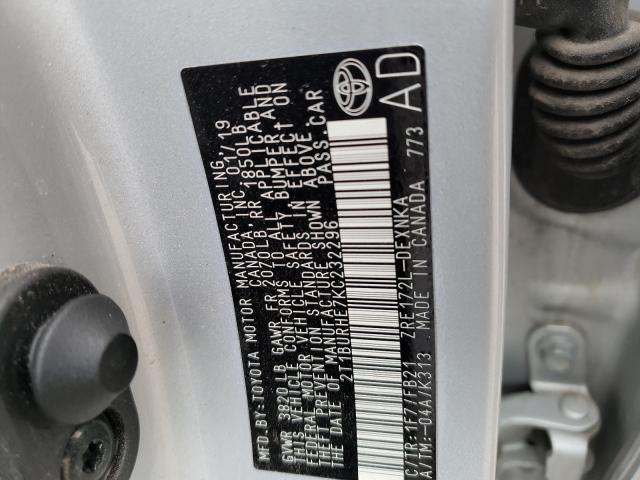 MFD BY:TOYOTA MOTOR MANUFACTURING,
CANADA,INC. 01/19
GVWR 3820 LB GAWR FR 2070LB,RR 1850LB
THIS VEHICLE CONFORMS TO ALL APPLICABLE
FEDERAL MOTOR VEHICLE SAFETY, BUMPER,AND
THEFT PREVENTION STANDARDS IN EFFECT ON
THE DATE OF MANUFACTURE SHOWN ABOVE.
2T1BURHE7KC232296 PASS.CAR
C/TR:1F7/FB21 ZRE172L-DEXNKA AD
A/TM:-04A/K313 MADE IN CANADA 773